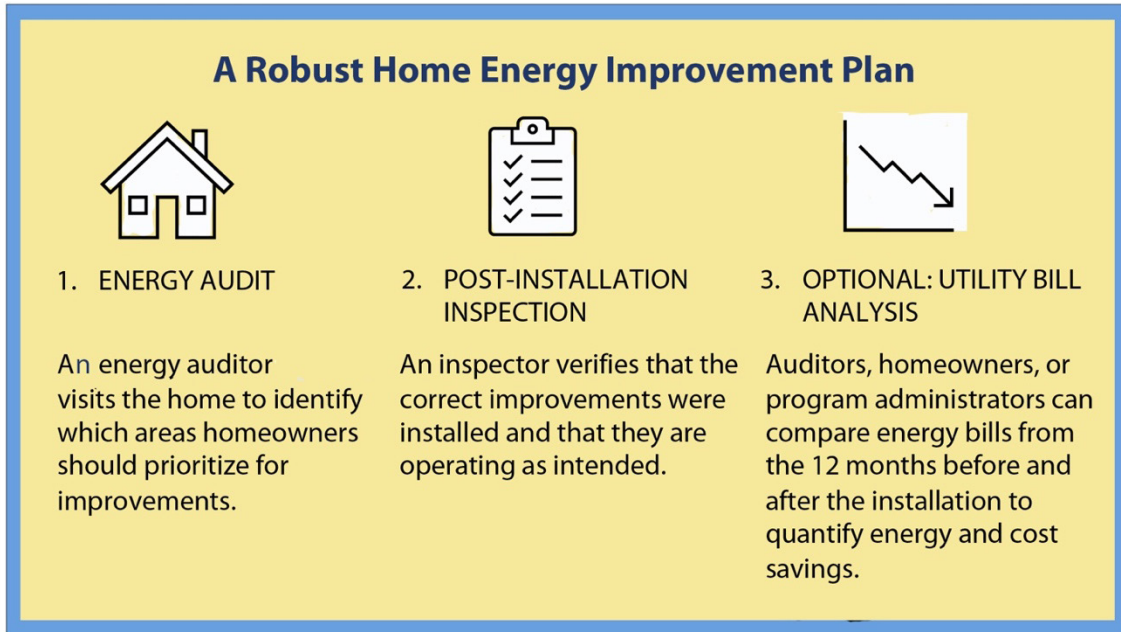 A Robust Home Energy Improvement Plan
1. ENERGY AUDIT
An energy auditor
visits the home to identify
which areas homeowners
should prioritize for
improvements.
2. POST-INSTALLATION
INSPECTION
An inspector verifies that the
correct improvements were
installed and that they are
operating as intended.
3. OPTIONAL: UTILITY BILL
ANALYSIS
Auditors, homeowners, or
program administrators can
compare energy bills from
the 12 months before and
after the installation to
quantify energy and cost
savings.